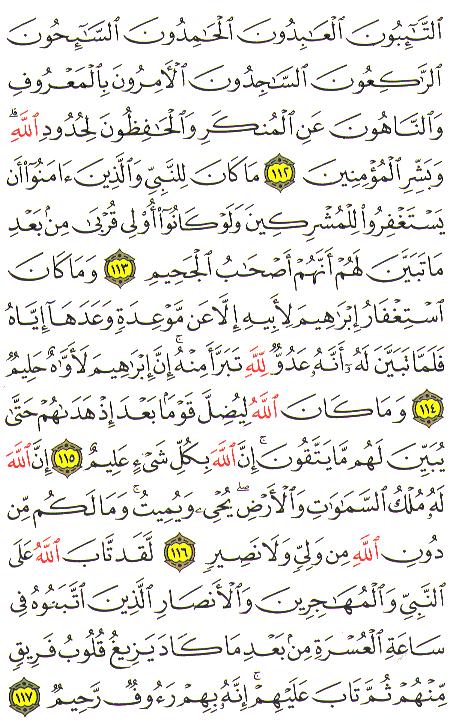 ٱلتَّٰٓئِبُونَ ٱلْعَٰبِدُونَ ٱلْحَٰمِدُونَ ٱلسَّٰٓئِحُونَ
ٱلرَّٰكِعُونَ ٱلسَّٰجِدُونَ ٱلْءَامِرُونَ بِٱلْمَعْرُوفِ
وَٱلنَّاهُونَ عَنِ ٱلْمُنكَرِ وَٱلْحَٰفِظُونَ لِحُدُودِ ٱللَّهِۗ
وَبَشِّرِ ٱلْمُؤْمِنِينَ ١١٢ مَا كَانَ لِلنَّبِىِّ وَٱلَّذِينَ ءَامَنُوٓا۟ أَن
يَسْتَغْفِرُوا۟ لِلْمُشْرِكِينَ وَلَوْ كَانُوٓا۟ أُو۟لِى قُرْبَىٰ مِنۢ بَعْدِ
مَا تَبَيَّنَ لَهُمْ أَنَّهُمْ أَصْحَٰبُ ٱلْجَحِيمِ ١١٣ وَمَا كَانَ
ٱسْتِغْفَارُ إِبْرَٰهِيمَ لِأَبِيهِ إِلَّا عَن مَّوْعِدَةٍ وَعَدَهَآ إِيَّاهُ
فَلَمَّا تَبَيَّنَ لَهُۥٓ أَنَّهُۥ عَدُوٌّ لِّلَّهِ تَبَرَّأَ مِنْهُۚ إِنَّ إِبْرَٰهِيمَ لَأَوَّٰهٌ حَلِيمٌ
١١٤ وَمَا كَانَ ٱللَّهُ لِيُضِلَّ قَوْمًۢا بَعْدَ إِذْ هَدَىٰهُمْ حَتَّىٰ
يُبَيِّنَ لَهُم مَّا يَتَّقُونَۚ إِنَّ ٱللَّهَ بِكُلِّ شَىْءٍ عَلِيمٌ ١١٥ إِنَّ ٱللَّهَ
لَهُۥ مُلْكُ ٱلسَّمَٰوَٰتِ وَٱلْأَرْضِۖ يُحْىِۦ وَيُمِيتُۚ وَمَا لَكُم مِّن
دُونِ ٱللَّهِ مِن وَلِىٍّ وَلَا نَصِيرٍ ١١٦ لَّقَد تَّابَ ٱللَّهُ عَلَى
ٱلنَّبِىِّ وَٱلْمُهَٰجِرِينَ وَٱلْأَنصَارِ ٱلَّذِينَ ٱتَّبَعُوهُ فِى
سَاعَةِ ٱلْعُسْرَةِ مِنۢ بَعْدِ مَا كَادَ يَزِيغُ قُلُوبُ فَرِيقٍ
مِّنْهُمْ ثُمَّ تَابَ عَلَيْهِمْۚ إِنَّهُۥ بِهِمْ رَءُوفٌ رَّحِيمٌ ١١٧